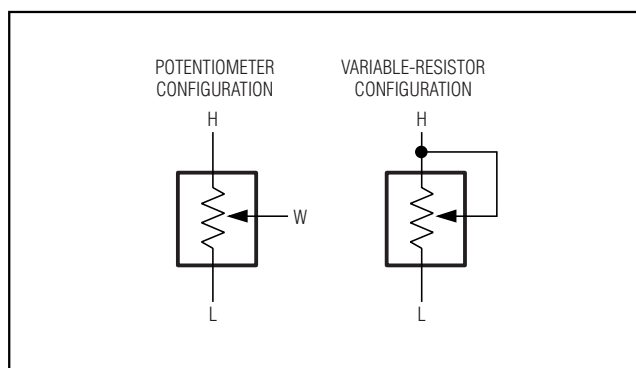 POTENTIOMETER
CONFIGURATION
H
W
L
VARIABLE-RESISTOR
CONFIGURATION
H
L